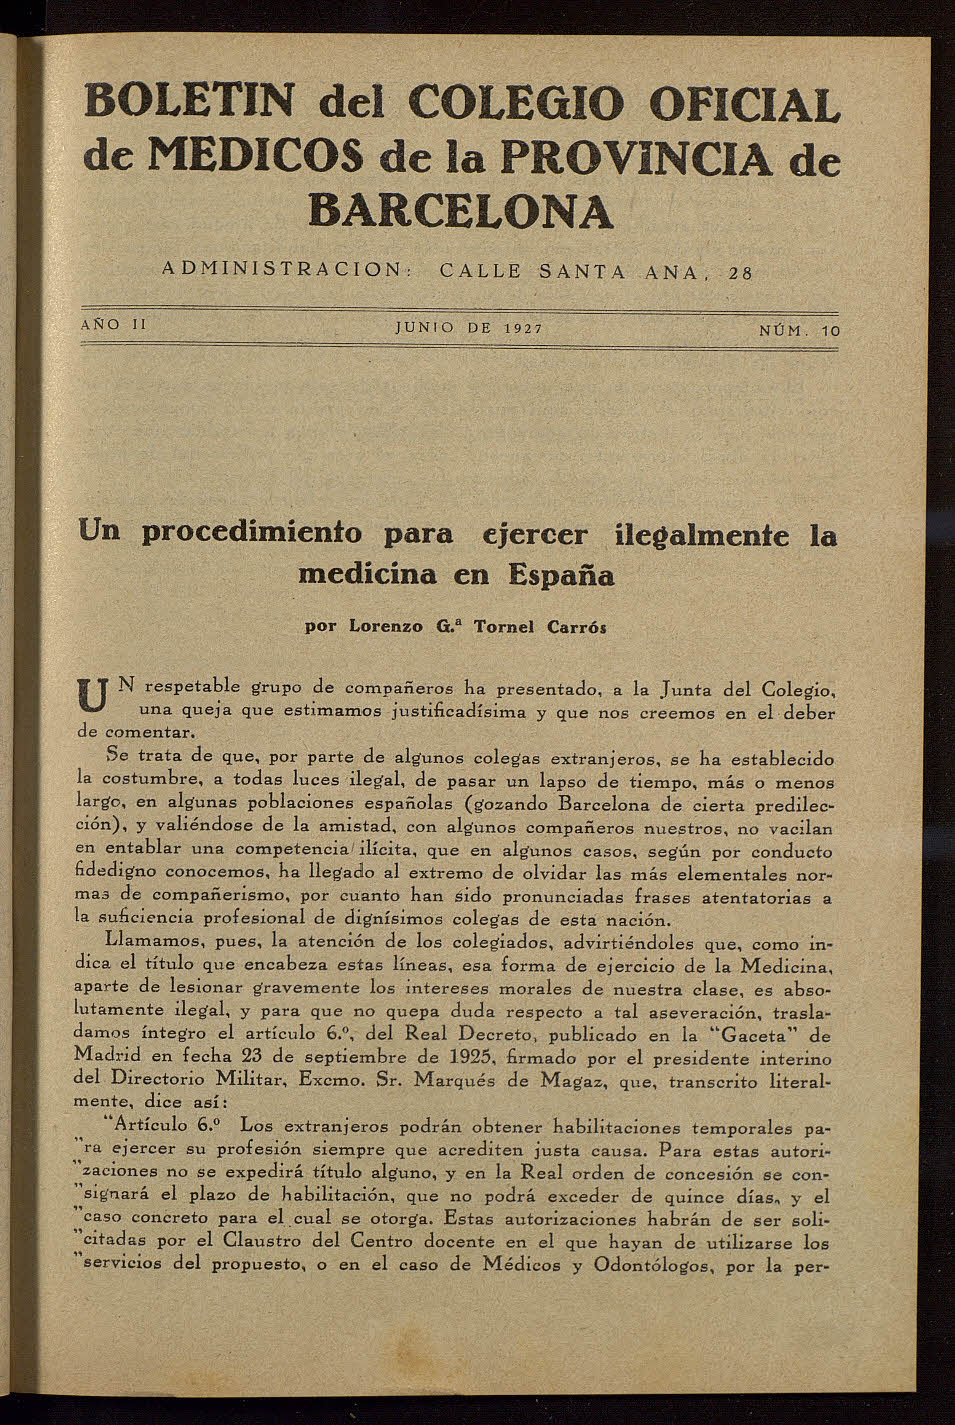 BOLETIN del COLEGIO OFICIAL
de MEDICOS de la PROVINCIA de
BARCELONA
ADMINISTRACION: CALLE SANTA ANA, 28
AÑO II JUNIO DE 1927 NÚM. 10
Un procedimiento para ejercer ilegalmente la
medicina en España
por Lorenzo G.ª Tornel Carrós
UN respetable grupo de compañeros ha presentado, a la Junta del Colegio,
una queja que estimamos justificadísima y que nos creemos en el deber
de comentar.
Se trata de que, por parte de algunos colegas extranjeros, se ha establecido
la costumbre, a todas luces ilegal, de pasar un lapso de tiempo, más o menos
largo, en algunas poblaciones españolas (gozando Barcelona de cierta predilec-
ción), y valiéndose de la amistad, con algunos compañeros nuestros, no vacilan
en entablar una competencia ilícita, que en algunos casos, según por conducto
fidedigno conocemos, ha llegado al extremo de olvidar las más elementales nor-
mas de compañerismo, por cuanto han sido pronunciadas frases atentatorias a
la suficiencia profesional de dignísimos colegas de esta nación.
Llamamos, pues, la atención de los colegiados, advirtiéndoles que, como in-
dica el título que encabeza estas líneas, esa forma de ejercicio de la Medicina,
aparte de lesionar gravemente los intereses morales de nuestra clase, es abso-
lutamente ilegal, y para que no quepa duda respecto a tal aseveración, trasla-
damos íntegro el artículo 6.º, del Real Decreto, publicado en la "Gaceta" de
Madrid en fecha 23 de septiembre de 1925, firmado por el presidente interino
del Directorio Militar, Excmo. Sr. Marqués de Magaz, que, transcrito literal-
mente, dice así:
"Artículo 6.º Los extranjeros podrán obtener habilitaciones temporales pa-
"ra ejercer su profesión siempre que acrediten justa causa. Para estas autori-
"zaciones no se expedirá título alguno, y en la Real orden de concesión se con-
"signará el plazo de habilitación, que no podrá exceder de quince días, y el
"caso concreto para el cual se otorga. Estas autorizaciones habrán de ser soli-
"citadas por el Claustro del Centro docente en el que hayan de utilizarse los
"servicios del propuesto, o en el caso de Médicos y Odontólogos, por la per-